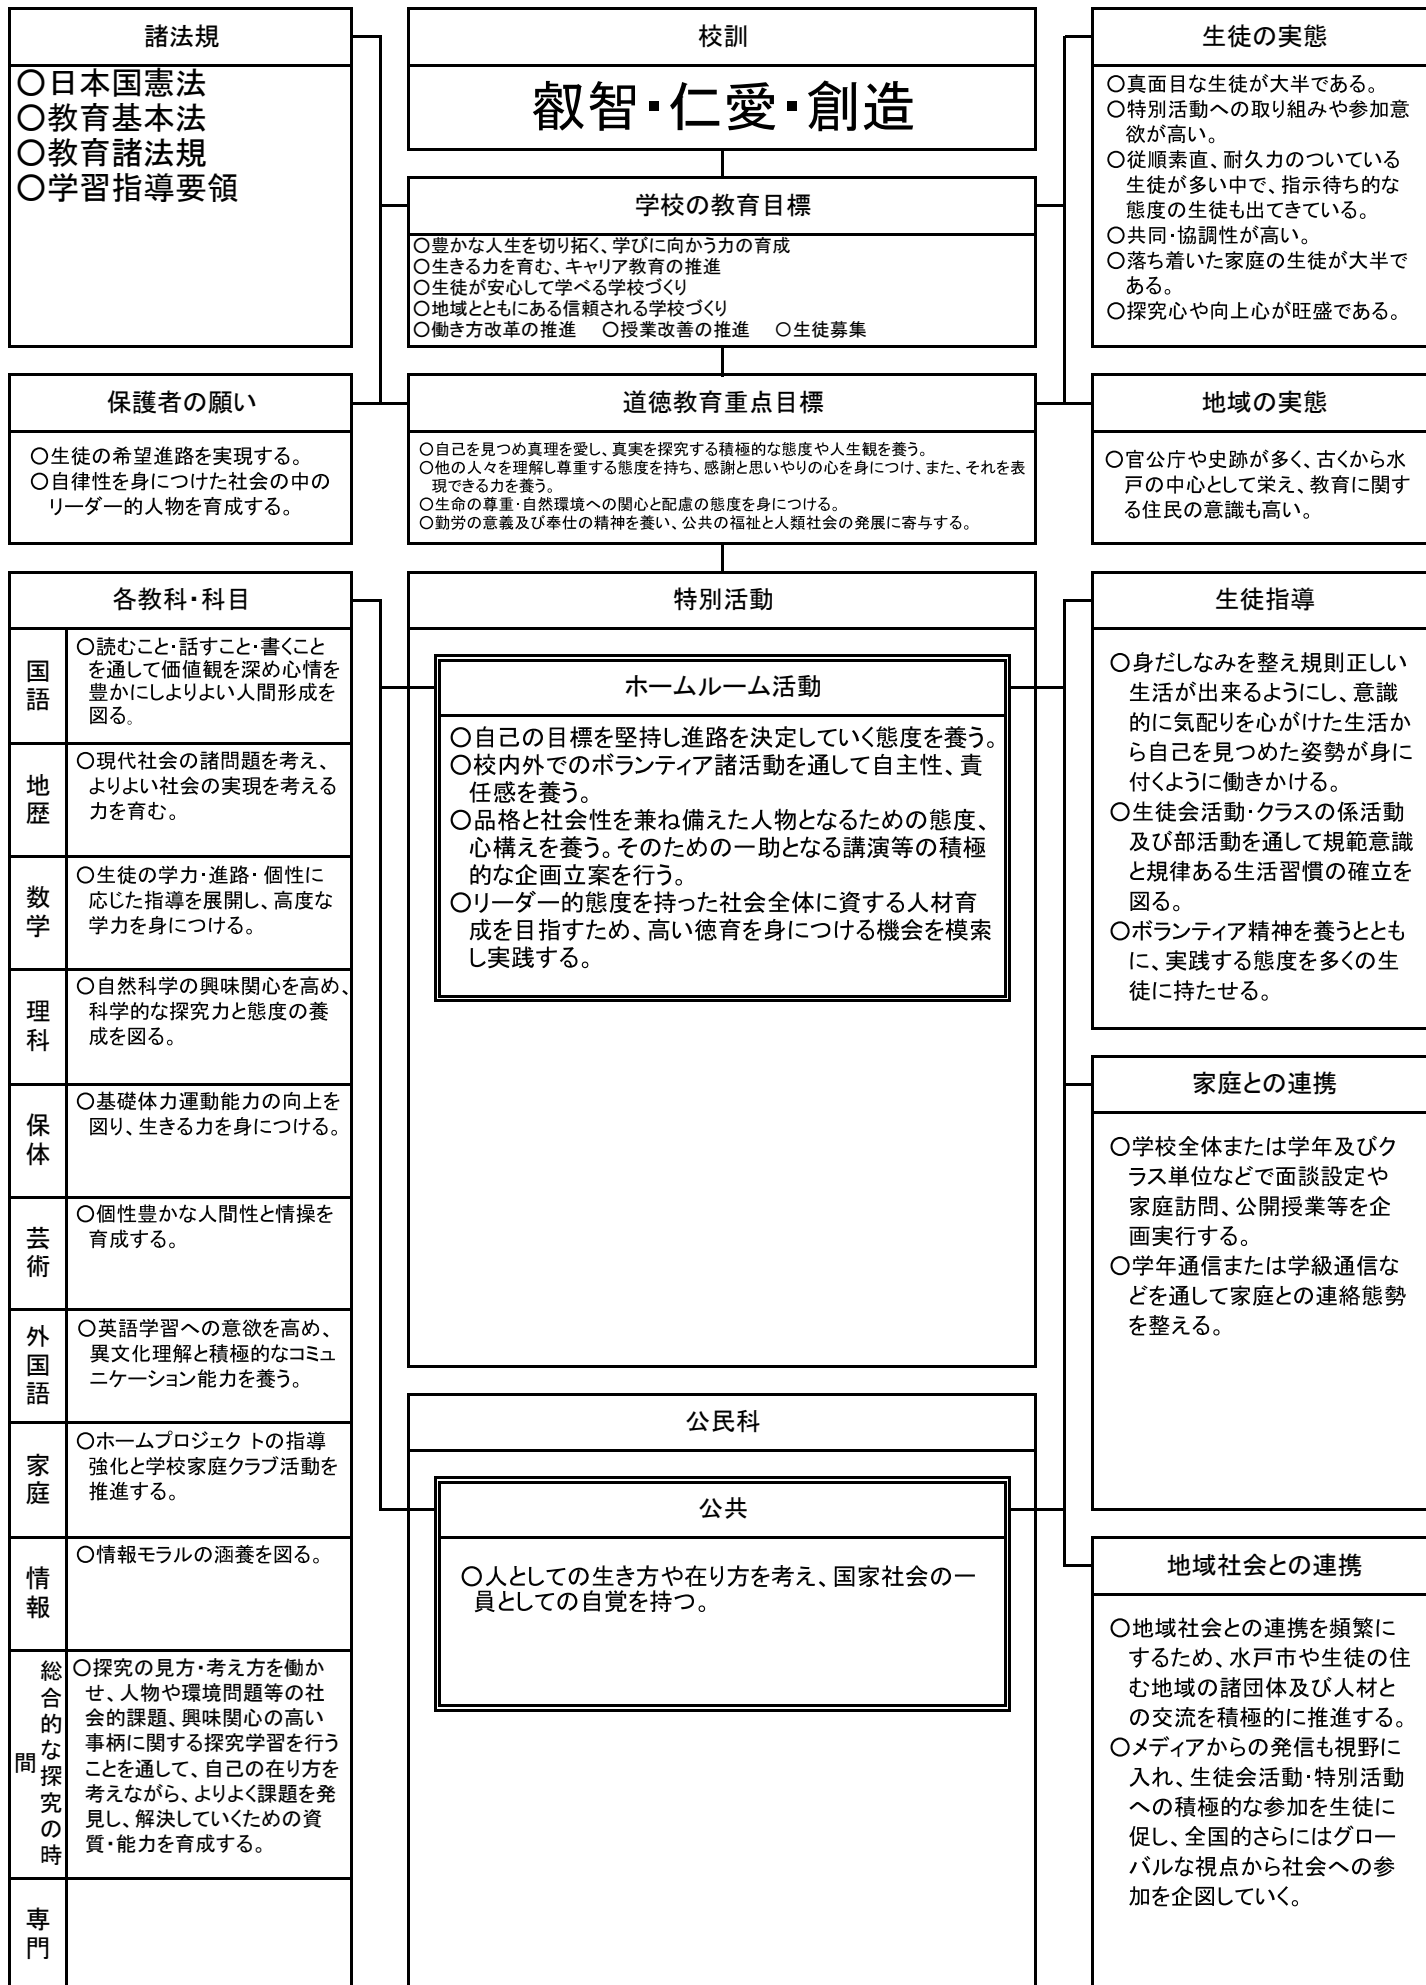 諸法規
〇日本国憲法
〇教育基本法
〇教育諸法規
〇学習指導要領
校訓
叡智・仁愛・創造
学校の教育目標
〇豊かな人生を切り拓く、学びに向かう力の育成
〇生きる力を育む、キャリア教育の推進
〇生徒が安心して学べる学校づくり
〇地域とともにある信頼される学校づくり
〇働き方改革の推進　〇授業改善の推進　〇生徒募集
生徒の実態
〇真面目な生徒が大半である。
〇特別活動への取り組みや参加意
欲が高い。
〇従順素直、耐久力のついている
生徒が多い中で、指示待ち的な
態度の生徒も出てきている。
〇共同・協調性が高い。
〇落ち着いた家庭の生徒が大半で
ある。
〇探究心や向上心が旺盛である。
保護者の願い
〇生徒の希望進路を実現する。
〇自律性を身につけた社会の中の
リーダー的人物を育成する。
道徳教育重点目標
〇自己を見つめ真理を愛し、真実を探究する積極的な態度や人生観を養う。
〇他の人々を理解し尊重する態度を持ち、感謝と思いやりの心を身につけ、また、それを表
現できる力を養う。
〇生命の尊重・自然環境への関心と配慮の態度を身につける。
〇勤労の意義及び奉仕の精神を養い、公共の福祉と人類社会の発展に寄与する。
地域の実態
〇官公庁や史跡が多く、古くから水
戸の中心として栄え、教育に関す
る住民の意識も高い。
各教科・科目
国語
〇読むこと・話すこと・書くこと
を通して価値観を深め心情を
豊かにしよりよい人間形成を
図る。
地歴
〇現代社会の諸問題を考え、
よりよい社会の実現を考える
力を育む。
数学
〇生徒の学力・進路・個性に
応じた指導を展開し、高度な
学力を身につける。
理科
〇自然科学の興味関心を高め、
科学的な探究力と態度の養
成を図る。
保体
〇基礎体力運動能力の向上を
図り、生きる力を身につける。
芸術
〇個性豊かな人間性と情操を
育成する。
外国語
〇英語学習への意欲を高め、
異文化理解と積極的なコミュ
ニケーション能力を養う。
家庭
〇ホームプロジェクトの指導
強化と学校家庭クラブ活動を
推進する。
情報
〇情報モラルの涵養を図る。
総合的な探究の時
間
〇探究の見方・考え方を働か
せ、人物や環境問題等の社
会的課題、興味関心の高い
事柄に関する探究学習を行う
ことを通して、自己の在り方を
考えながら、よりよく課題を発
見し、解決していくための資
質・能力を育成する。
専門
特別活動
ホームルーム活動
〇自己の目標を堅持し進路を決定していく態度を養う。
〇校内外でのボランティア諸活動を通して自主性、責
任感を養う。
〇品格と社会性を兼ね備えた人物となるための態度、
心構えを養う。そのための一助となる講演等の積極
的な企画立案を行う。
〇リーダー的態度を持った社会全体に資する人材育
成を目指すため、高い徳育を身につける機会を模索
し実践する。
公民科
公共
〇人としての生き方や在り方を考え、国家社会の一
員としての自覚を持つ。
生徒指導
〇身だしなみを整え規則正しい
生活が出来るようにし、意識
的に気配りを心がけた生活か
ら自己を見つめた姿勢が身に
付くように働きかける。
〇生徒会活動・クラスの係活動
及び部活動を通して規範意識
と規律ある生活習慣の確立を
図る。
〇ボランティア精神を養うととも
に、実践する態度を多くの生
徒に持たせる。
家庭との連携
〇学校全体または学年及びク
ラス単位などで面談設定や
家庭訪問、公開授業等を企
画実行する。
〇学年通信または学級通信な
どを通して家庭との連絡態勢
を整える。
地域社会との連携
〇地域社会との連携を頻繁に
するため、水戸市や生徒の住
む地域の諸団体及び人材と
の交流を積極的に推進する。
〇メディアからの発信も視野に
入れ、生徒会活動・特別活動
への積極的な参加を生徒に
促し、全国的さらにはグロー
バルな視点から社会への参
加を企図していく。